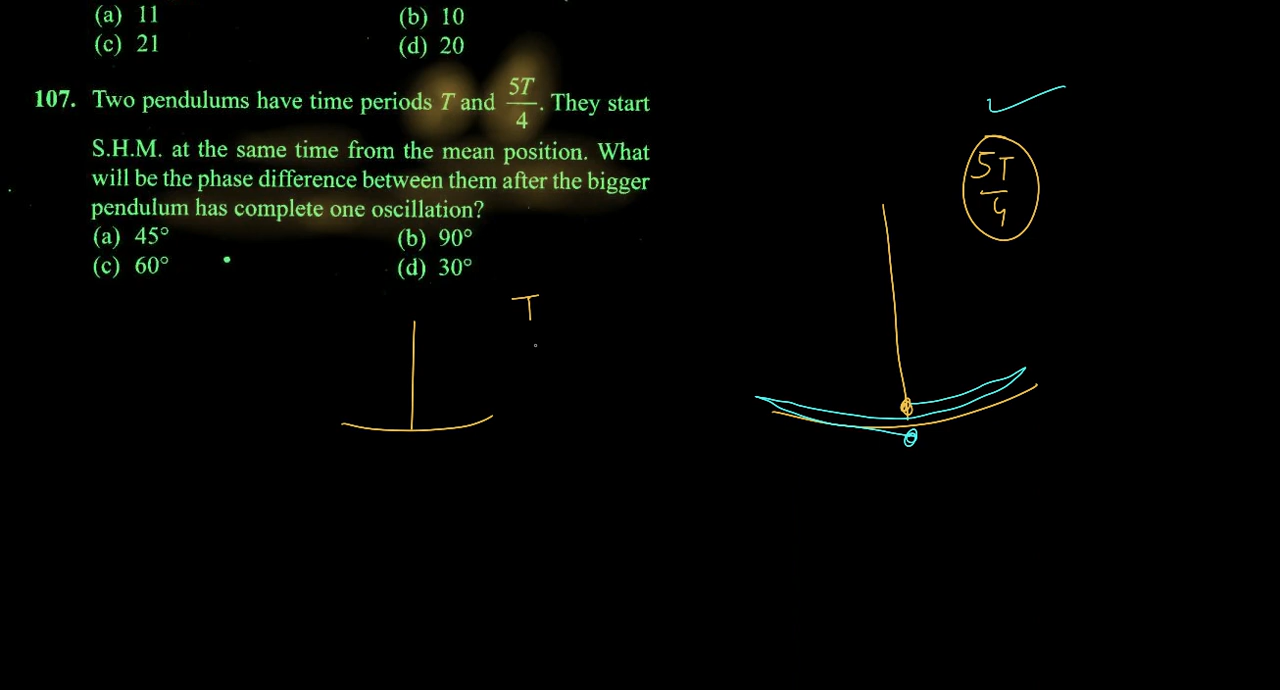 (a) 11 (b) 10
(c) 21 (d) 20
107. Two pendulums have time periods T and 5T/4. They start
S.H.M. at the same time from the mean position. What
will be the phase difference between them after the bigger
pendulum has complete one oscillation?
(a) 45° (b) 90°
(c) 60° (d) 30°
T
5T/4